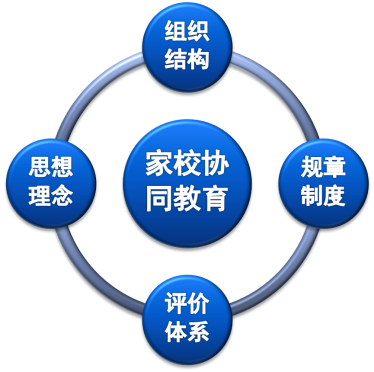 组织
结构
思想
理念
家校协
同教育
规章
制度
评价
体系